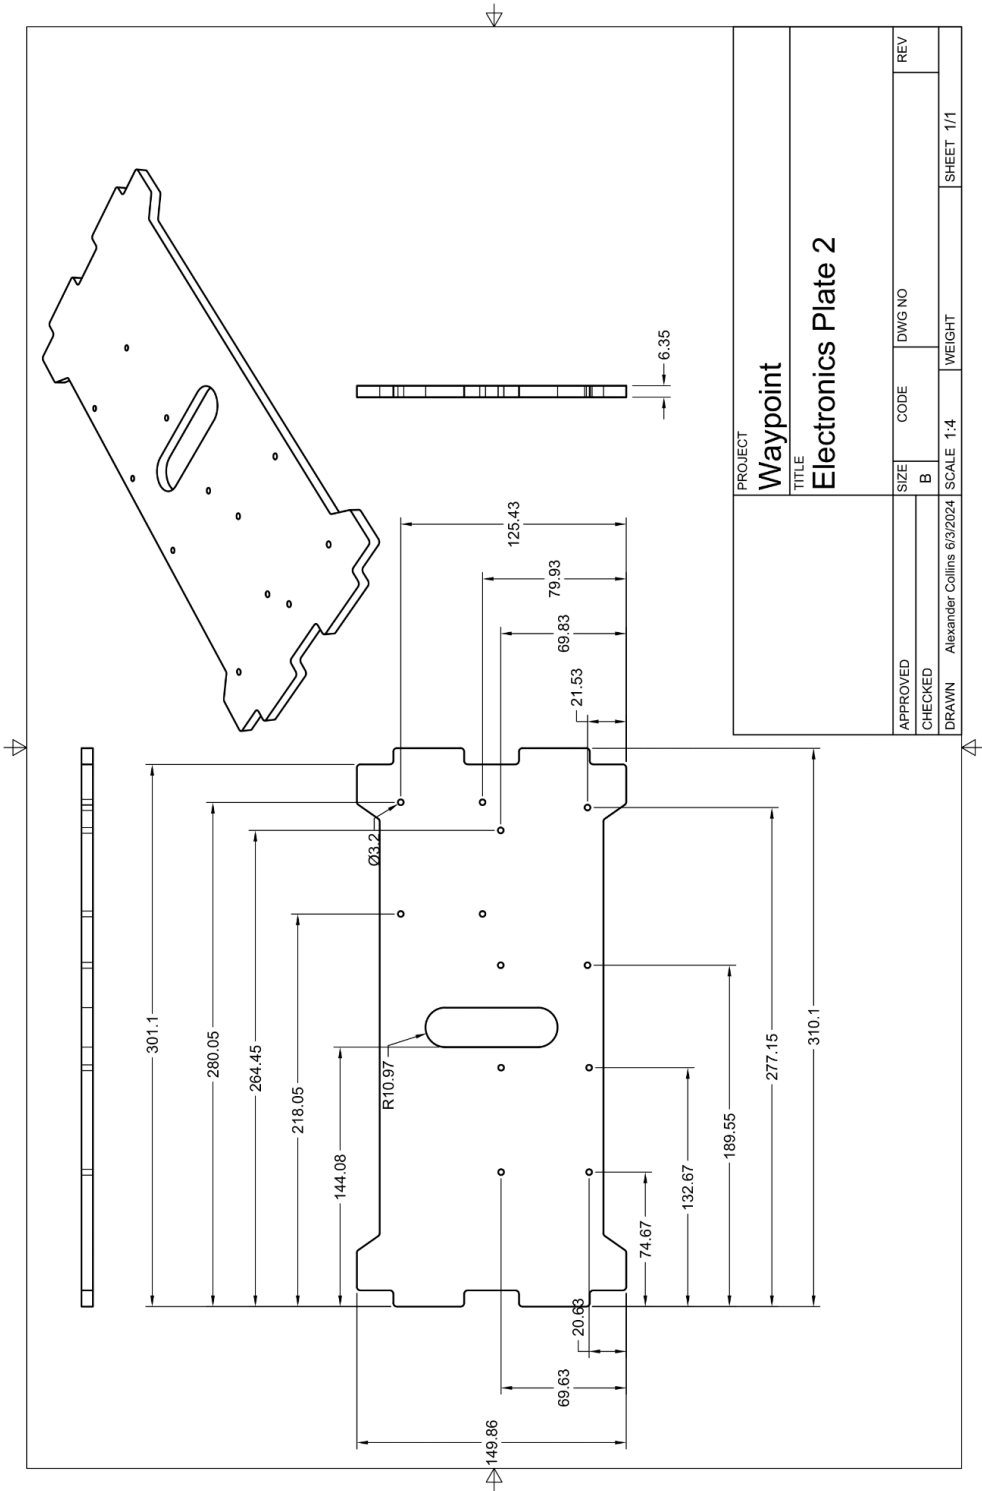 6.35
125.43
79.93
69.83
21.53
301.1
280.05
264.45
218.05
144.08
Ø3.2
R10.97
310.1
277.15
189.55
132.67
74.67
20.63
69.63
149.86
PROJECT
Waypoint
TITLE
Electronics Plate 2
APPROVED
CHECKED
DRAWN Alexander Collins 6/3/2024
SIZE
B
CODE
DWG NO
REV
SCALE 1:4
WEIGHT
SHEET 1/1